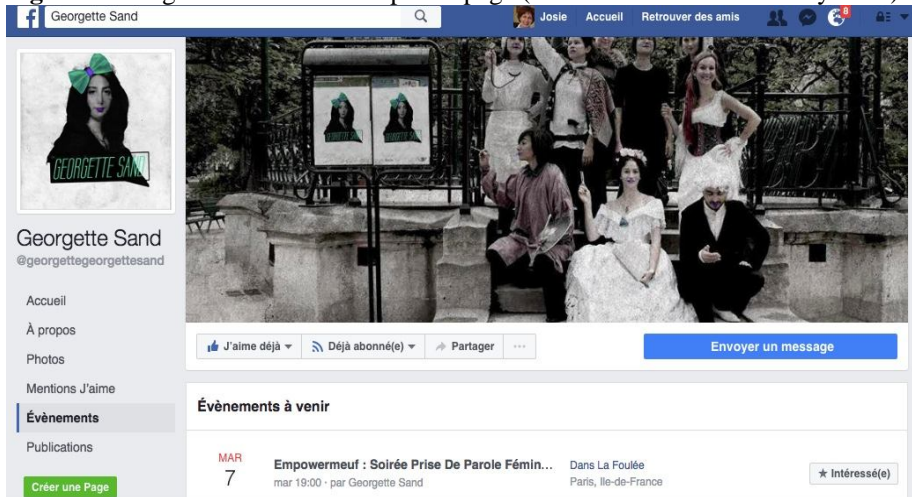 Georgette Sand
Josie Accueil Retrouver des amis 8
GEORGETTE SAND
Georgette Sand
@georgettegeorgettesand
Accueil
À propos
Photos
Mentions J'aime
Évènements
Publications
Créer une Page
J'aime déjà Déjà abonné(e) Partager ...
Envoyer un message
Évènements à venir
MAR
7
Empowermeuf : Soirée Prise De Parole Fémin...
mar 19:00 · par Georgette Sand
Dans La Foulée
Paris, Ile-de-France
Intéressé(e)